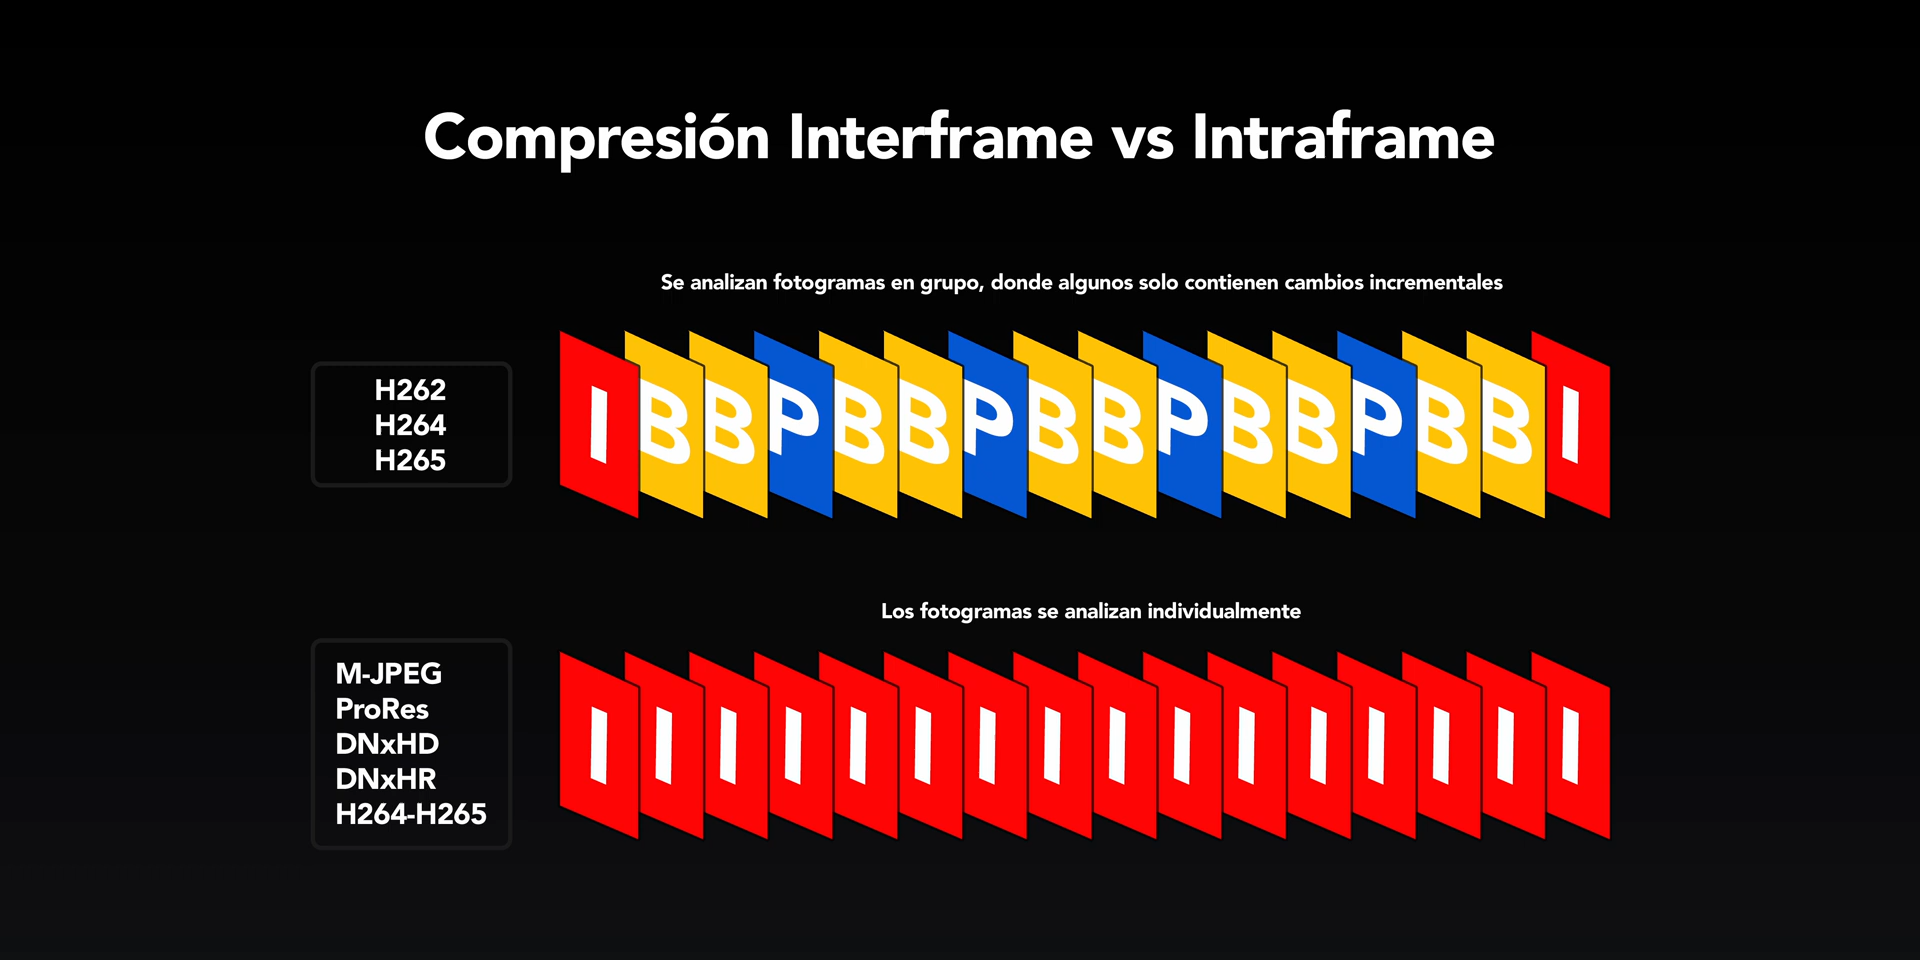 Compresión Interframe vs Intraframe
Se analizan fotogramas en grupo, donde algunos solo contienen cambios incrementales
H262
H264
H265
I B B P B B P B B P B B P B B I
Los fotogramas se analizan individualmente
M-JPEG
ProRes
DNxHD
DNxHR
H264-H265
I I I I I I I I I I I I I I I I